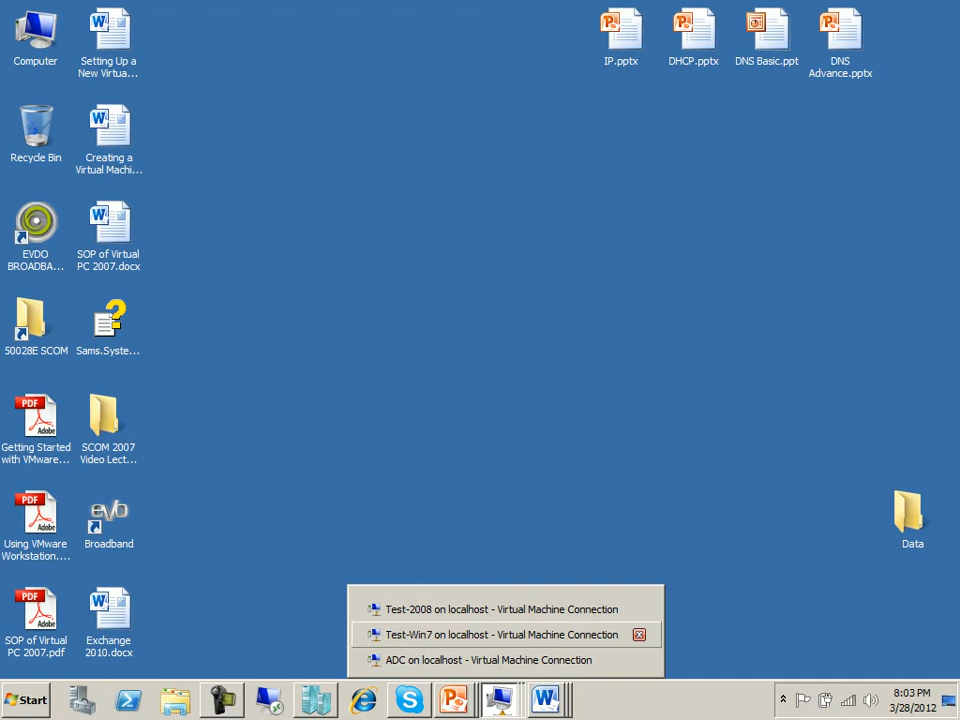 Computer
Setting Up a
New Virtua...
IP.pptx
DHCP.pptx
DNS Basic.ppt
DNS
Advance.pptx
Recycle Bin
Creating a
Virtual Machi...
EVDO
BROADBA...
SOP of Virtual
PC 2007.docx
50028E SCOM
Sams.Syste...
Getting Started
with VMware...
SCOM 2007
Video Lect...
Using VMware
Workstation....
evo
Broadband
Data
SOP of Virtual
PC 2007.pdf
Exchange
2010.docx
Test-2008 on localhost - Virtual Machine Connection
Test-Win7 on localhost - Virtual Machine Connection
ADC on localhost - Virtual Machine Connection
Start
8:03 PM
3/28/2012